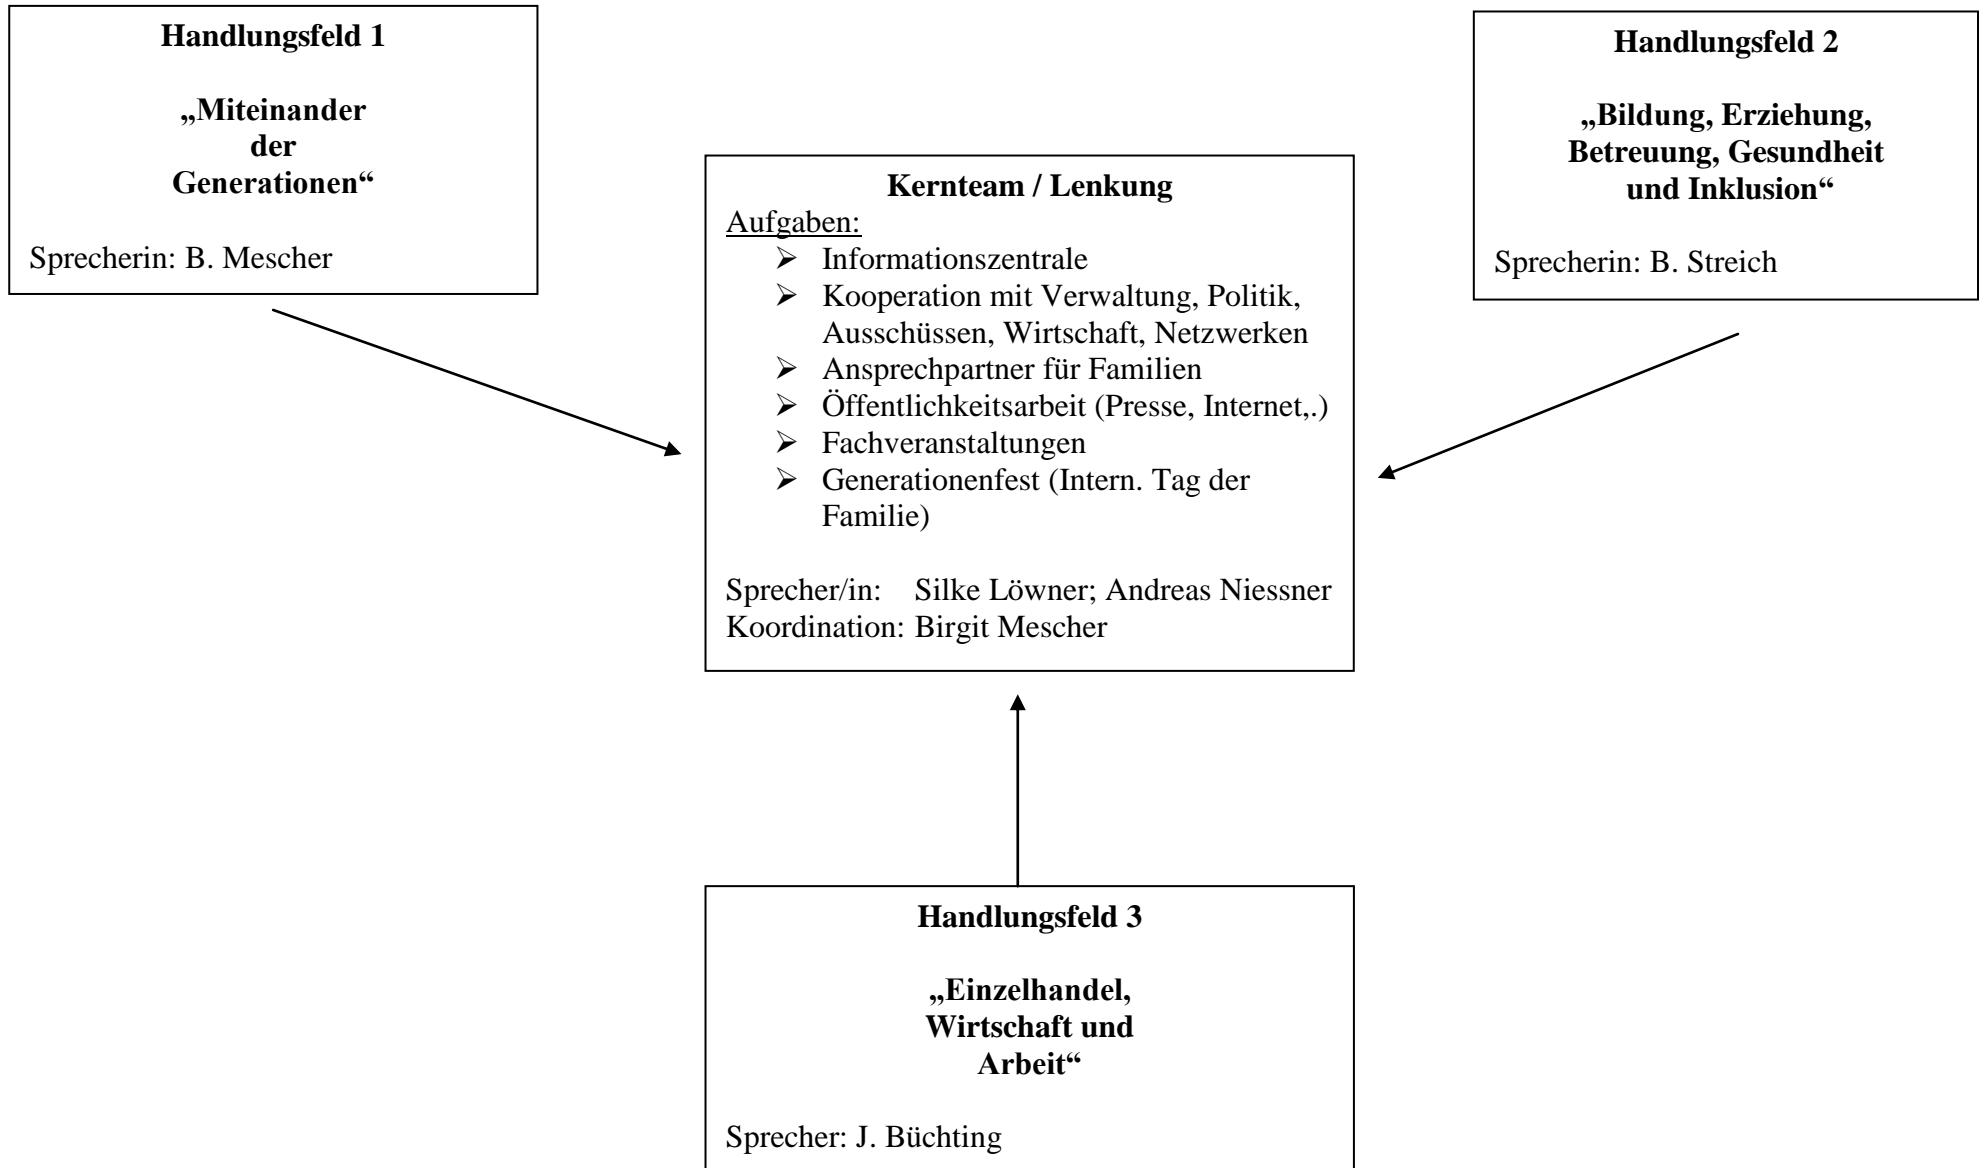 Handlungsfeld 1
„Miteinander
der
Generationen“
Sprecherin: B. Mescher
Handlungsfeld 2
„Bildung, Erziehung,
Betreuung, Gesundheit
und Inklusion“
Sprecherin: B. Streich
Kernteam / Lenkung
Aufgaben:
➢ Informationszentrale
➢ Kooperation mit Verwaltung, Politik,
Ausschüssen, Wirtschaft, Netzwerken
➢ Ansprechpartner für Familien
➢ Öffentlichkeitsarbeit (Presse, Internet,.)
➢ Fachveranstaltungen
➢ Generationenfest (Intern. Tag der
Familie)
Sprecher/in: Silke Löwner; Andreas Niessner
Koordination: Birgit Mescher
Handlungsfeld 3
„Einzelhandel,
Wirtschaft und
Arbeit“
Sprecher: J. Büchting